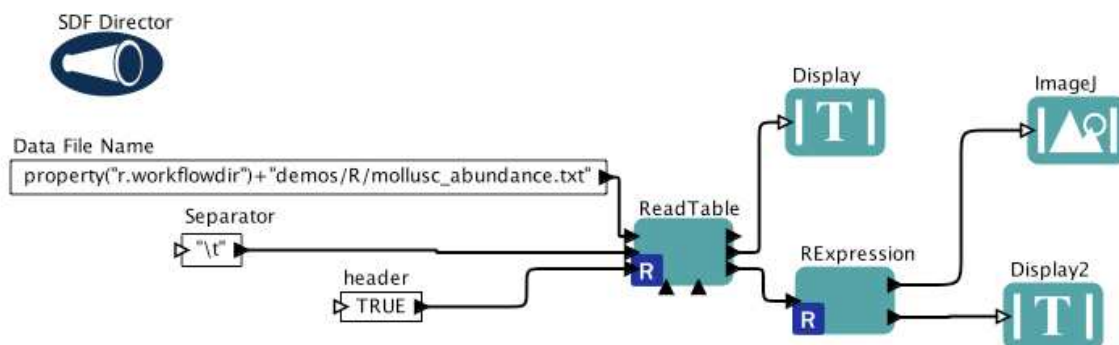 SDF Director
Display
ImageJ
T
Data File Name
property("r.workflowdir")+"demos/R/mollusc_abundance.txt"
Separator
"\t"
ReadTable
R
header
TRUE
RExpression
R
Display2
T